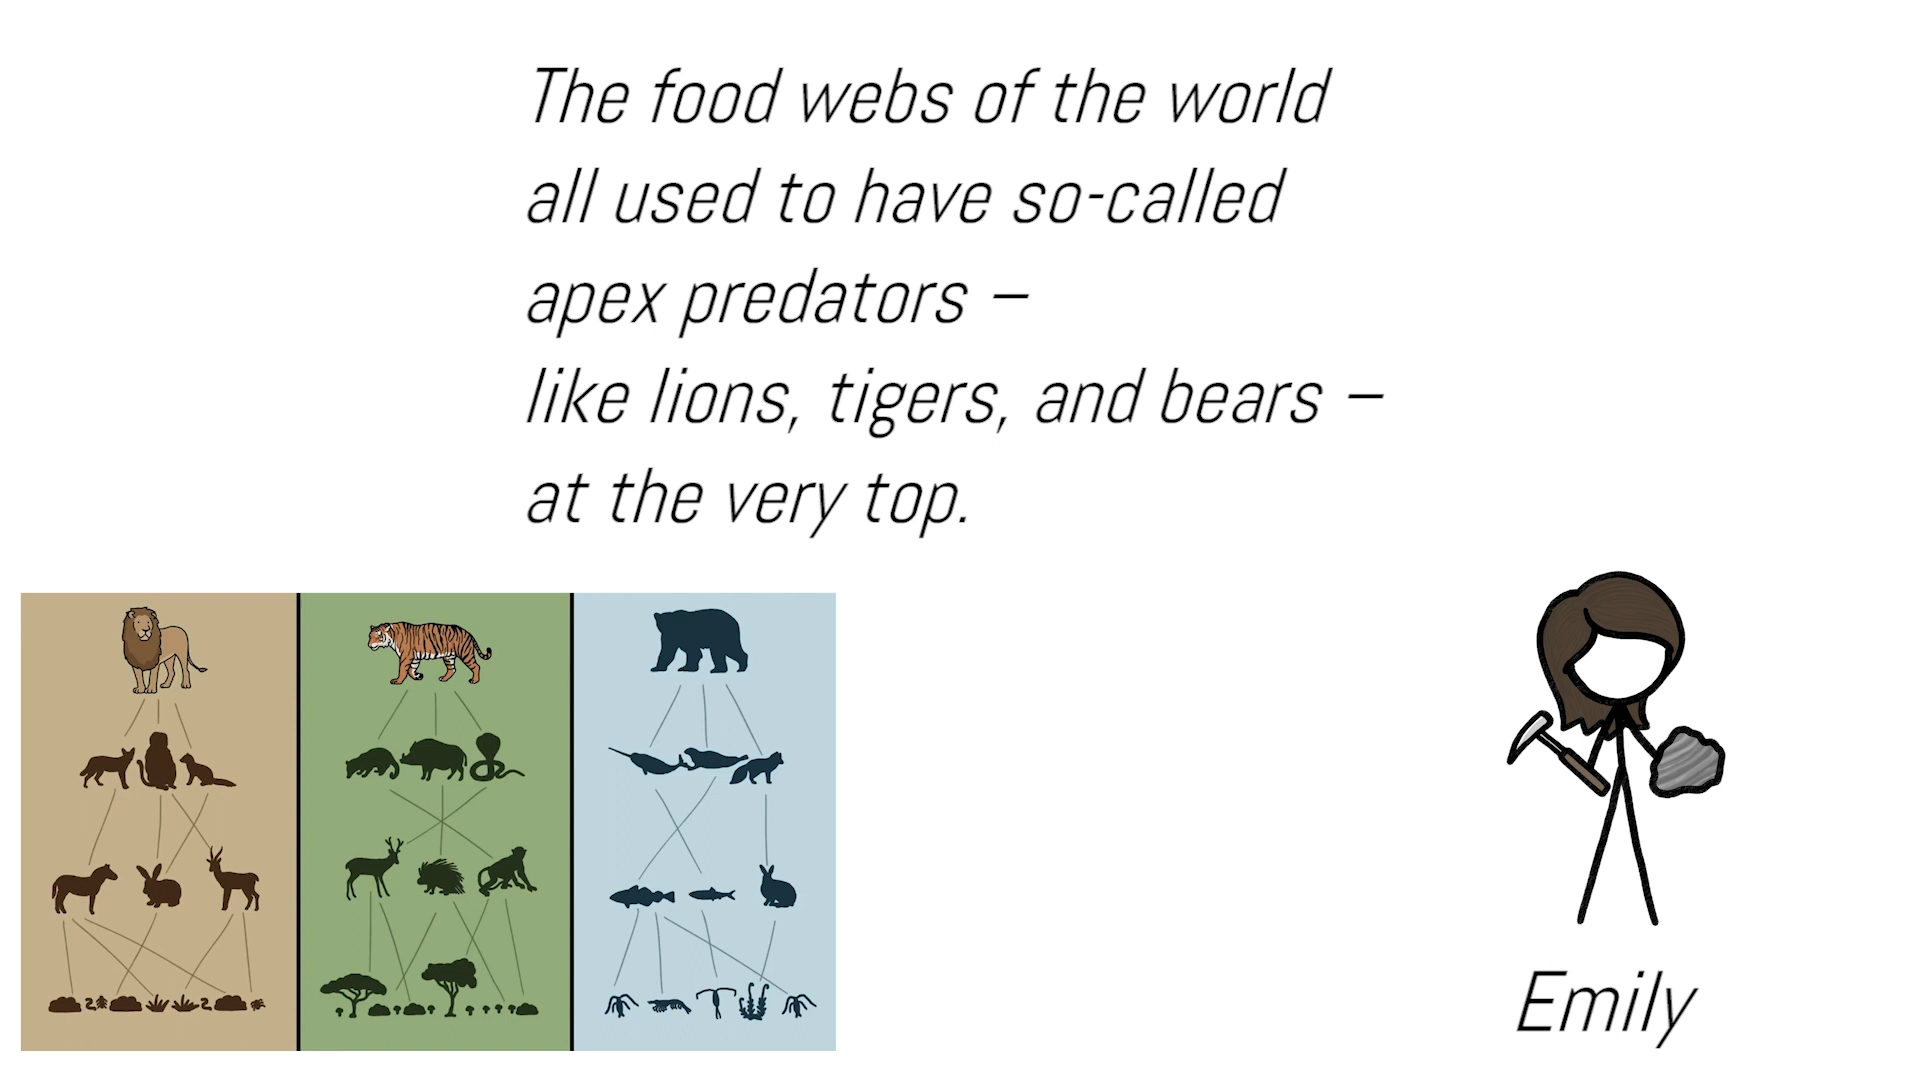 The food webs of the world
all used to have so-called
apex predators –
like lions, tigers, and bears –
at the very top.
Emily